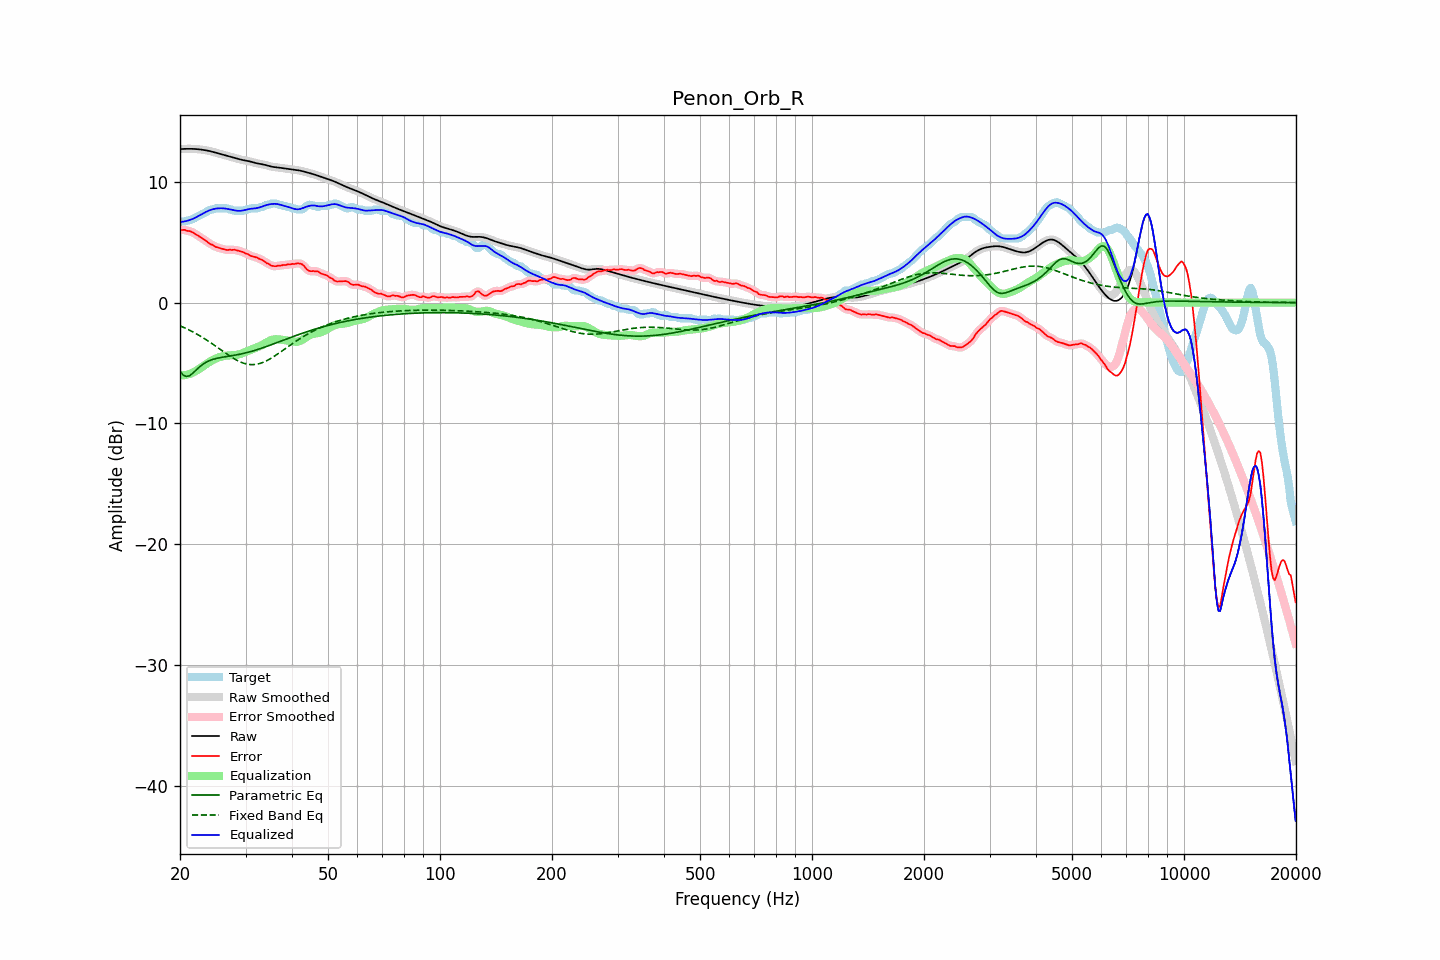 Penon_Orb_R
Amplitude (dBr)
10
0
−10
−20
−30
−40
Target
Raw Smoothed
Error Smoothed
Raw
Error
Equalization
Parametric Eq
Fixed Band Eq
Equalized
20 50 100 200 500 1000 2000 5000 10000 20000
Frequency (Hz)